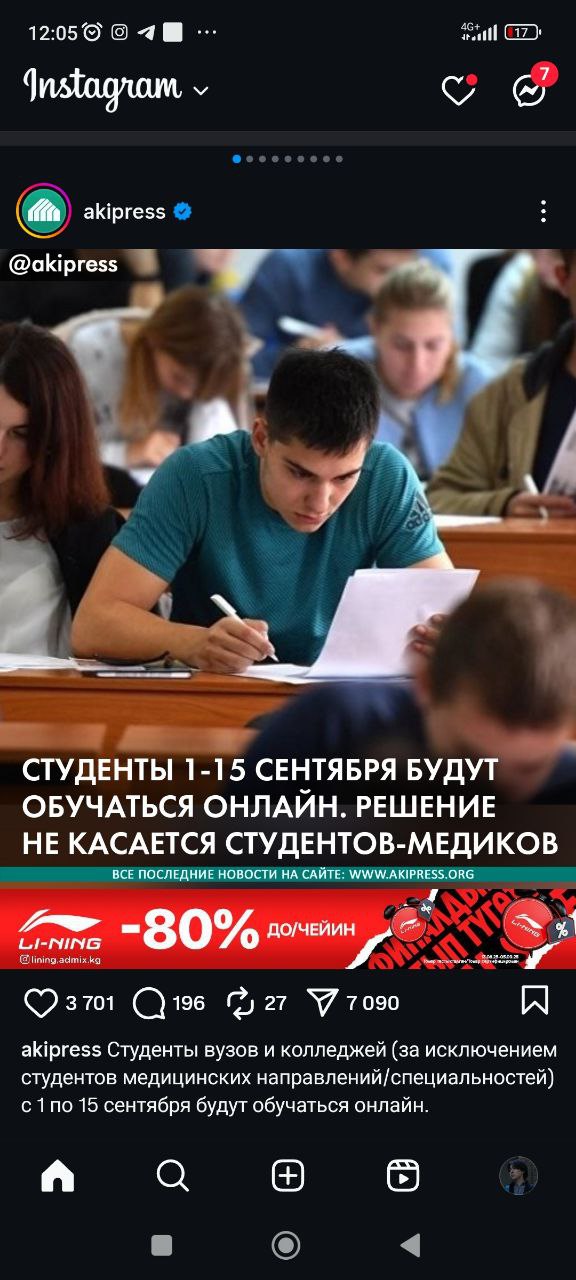 12:05
4G+
17
Instagram
7
akipress
@akipress
СТУДЕНТЫ 1-15 СЕНТЯБРЯ БУДУТ
ОБУЧАТЬСЯ ОНЛАЙН. РЕШЕНИЕ
НЕ КАСАЕТСЯ СТУДЕНТОВ-МЕДИКОВ
ВСЕ ПОСЛЕДНИЕ НОВОСТИ НА САЙТЕ: WWW.AKIPRESS.ORG
LI-NING
lining.admix.kg
-80% ДО/ЧЕЙИН
%
3 701
196
27
7 090
akipress Студенты вузов и колледжей (за исключением
студентов медицинских направлений/специальностей)
с 1 по 15 сентября будут обучаться онлайн.